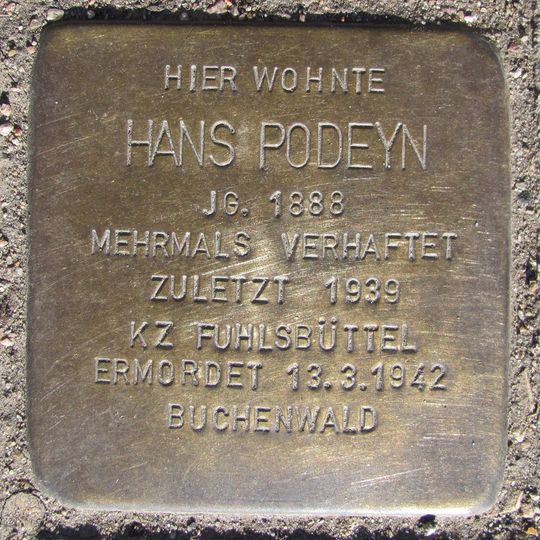 HIER WOHNTE
HANS PODEYN
JG. 1888
MEHRMALS VERHAFTET
ZULETZT 1939
KZ FUHLSBÜTTEL
ERMORDET 13.3.1942
BUCHENWALD